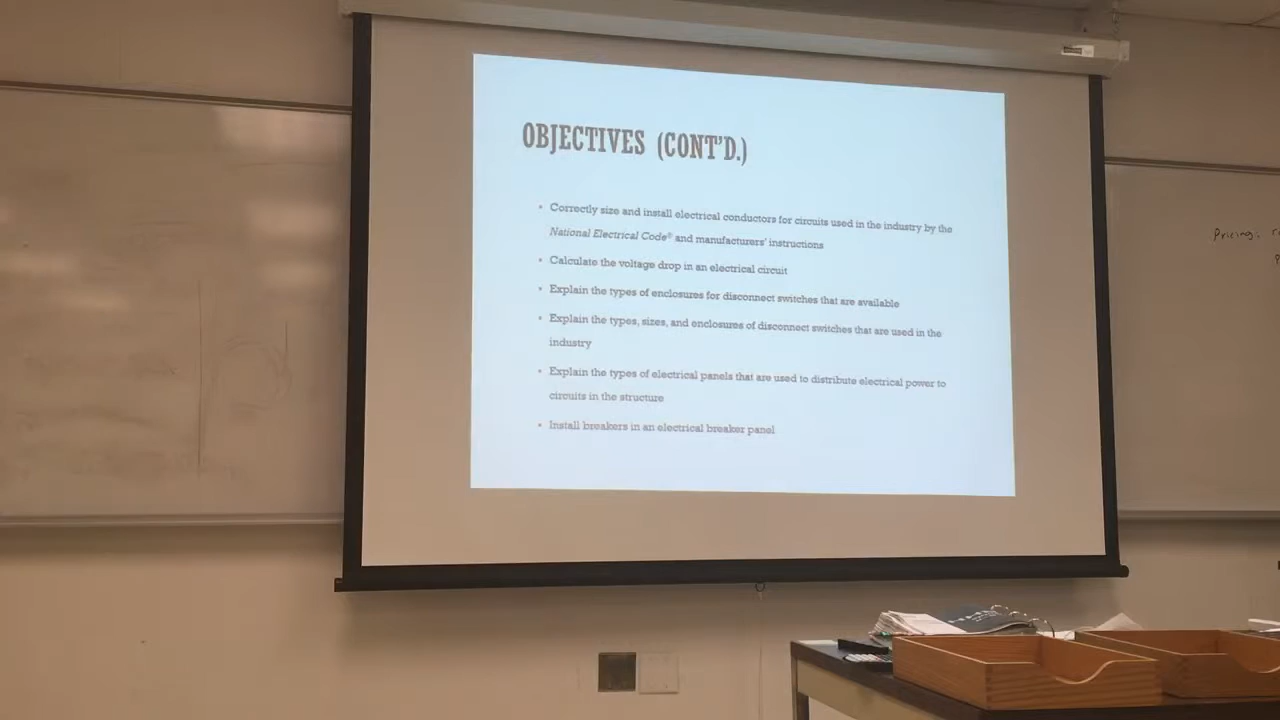 OBJECTIVES (CONT'D.)
• Correctly size and install electrical conductors for circuits used in the industry by the
National Electrical Code® and manufacturers' instructions
• Calculate the voltage drop in an electrical circuit
• Explain the types of enclosures for disconnect switches that are available
• Explain the types, sizes, and enclosures of disconnect switches that are used in the
industry
• Explain the types of electrical panels that are used to distribute electrical power to
circuits in the structure
• Install breakers in an electrical breaker panel
Pricing,